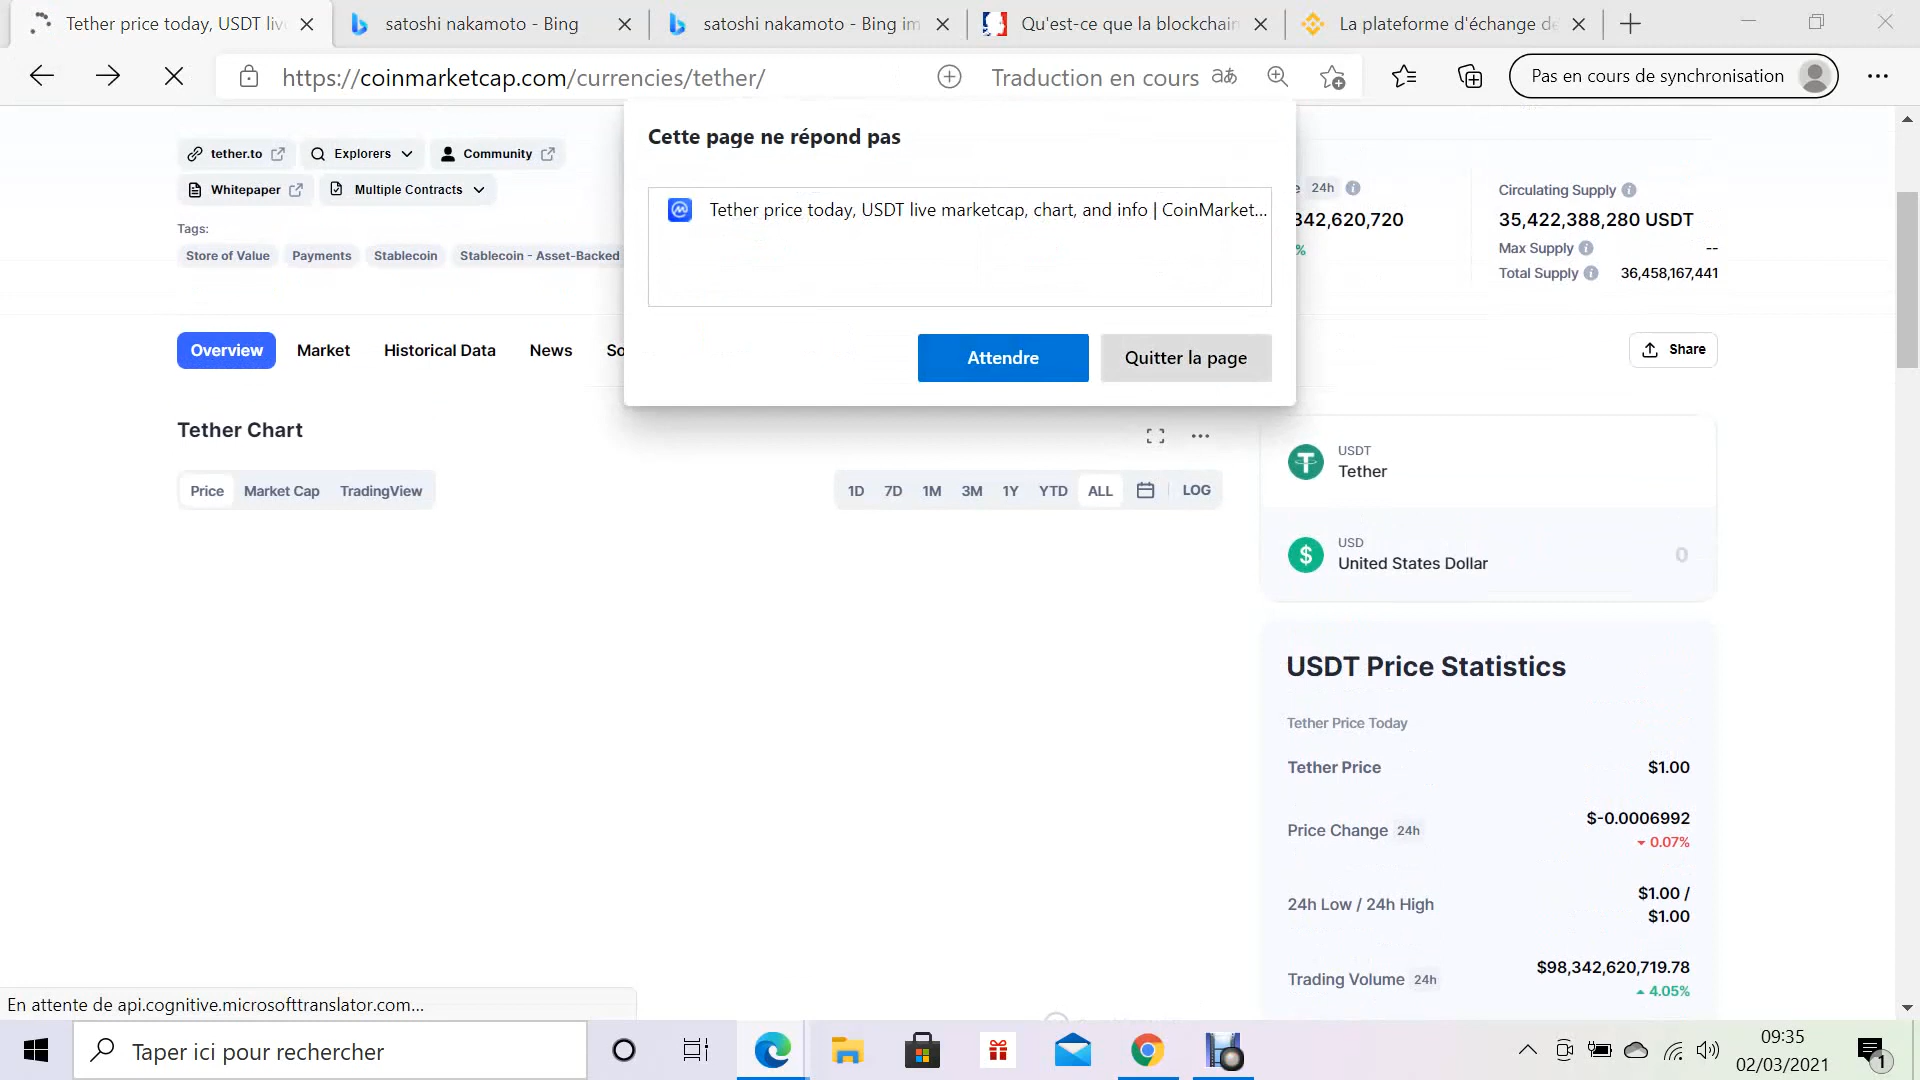 Tether price today, USDT liv
satoshi nakamoto - Bing
satoshi nakamoto - Bing im
Qu'est-ce que la blockchain
La plateforme d'échange de
https://coinmarketcap.com/currencies/tether/
Traduction en cours
Pas en cours de synchronisation
Cette page ne répond pas
Tether price today, USDT live marketcap, chart, and info | CoinMarket...
Attendre
Quitter la page
tether.to
Explorers
Community
Whitepaper
Multiple Contracts
Tags:
Store of Value
Payments
Stablecoin
Stablecoin - Asset-Backed
24h
342,620,720
%
Circulating Supply
35,422,388,280 USDT
Max Supply --
Total Supply 36,458,167,441
Overview
Market
Historical Data
News
So
Share
Tether Chart
Price
Market Cap
TradingView
1D 7D 1M 3M 1Y YTD ALL LOG
USDT
Tether
USD
United States Dollar
0
USDT Price Statistics
Tether Price Today
Tether Price $1.00
Price Change 24h $-0.0006992
0.07%
24h Low / 24h High $1.00 /
$1.00
Trading Volume 24h $98,342,620,719.78
4.05%
En attente de api.cognitive.microsofttranslator.com...
Taper ici pour rechercher
09:35
02/03/2021
1